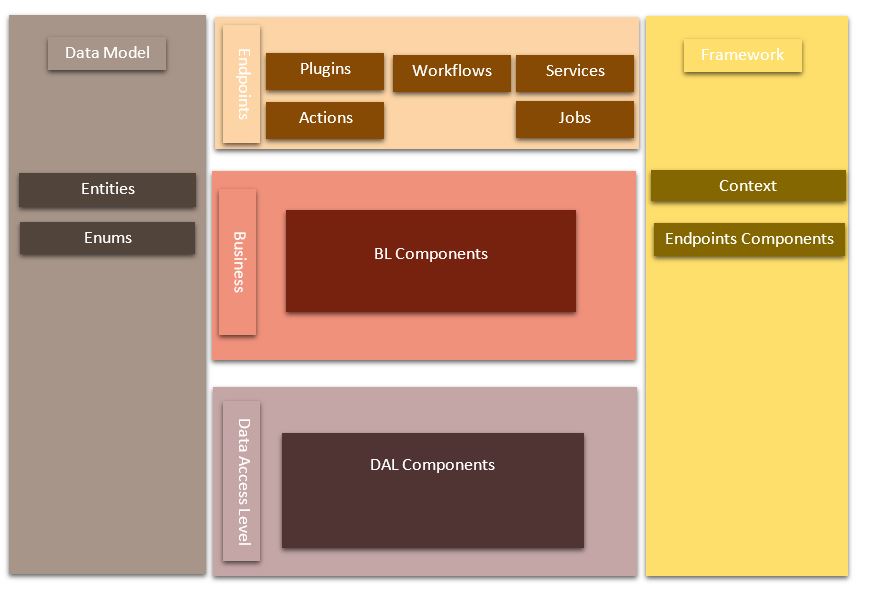 Data Model
Entities
Enums
Endpoints
Plugins
Workflows
Services
Actions
Jobs
Business
BL Components
Data Access Level
DAL Components
Framework
Context
Endpoints Components